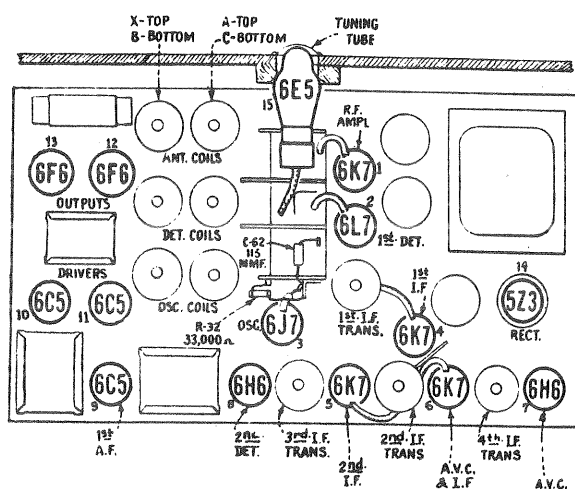 X-TOP
B-BOTTOM
A-TOP
C-BOTTOM
TUNING
TUBE
6E5
15
R.F.
AMPL
13
12
6F6
6F6
ANT. COILS
6K7
1
OUTPUTS
2
6L7
DET. COILS
1st DET.
C-62
115
MMF.
DRIVERS
1st
I.F
14
6C5
6C5
10
11
OSC. COILS
1st I.F.
TRANS.
5Z3
R-32
33,000Ω
OSC.
6J7
3
6K7
4
RECT.
6C5
9
6H6
8
6K7
5
6K7
6
6H6
7
1st
A.F.
2nd
DET.
3rd I.F.
TRANS.
2nd
I.F.
2nd I.F.
TRANS
A.V.C.
& I.F
4th I.F.
TRANS
A.V.C.